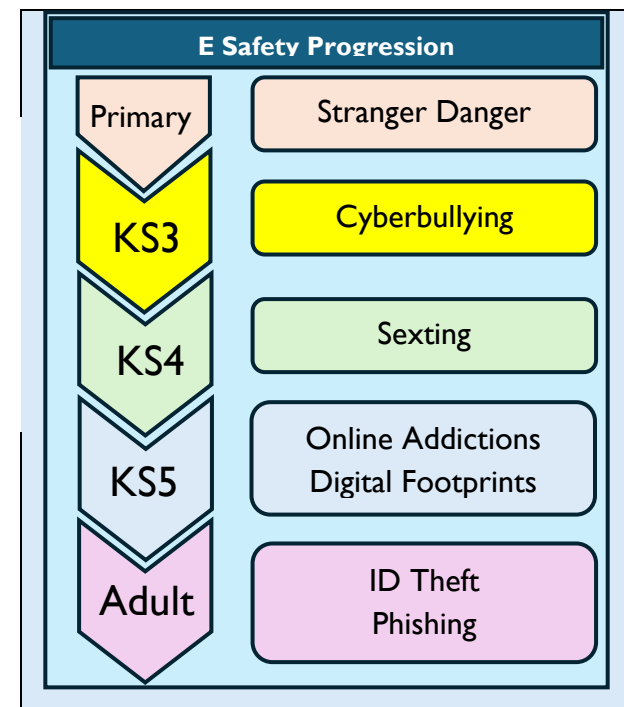 E Safety Progression
Primary
Stranger Danger
KS3
Cyberbullying
KS4
Sexting
KS5
Online Addictions
Digital Footprints
Adult
ID Theft
Phishing